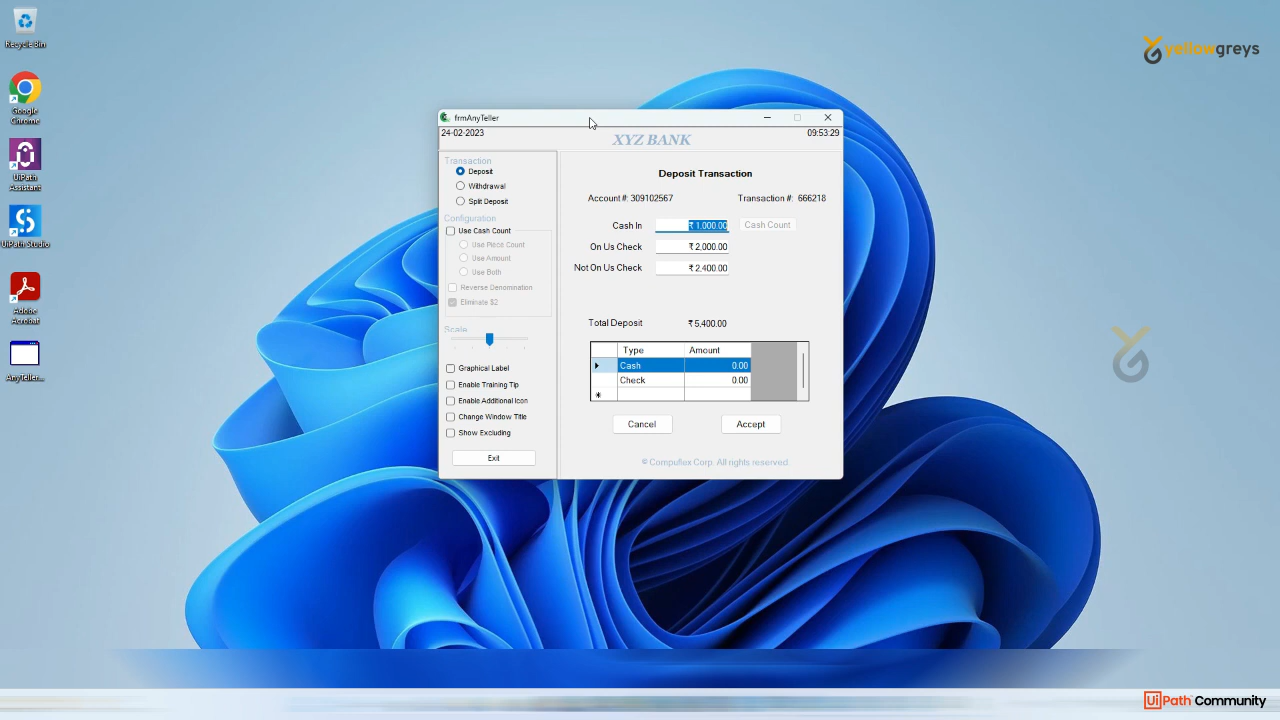 Recycle Bin
Google
Chrome
UiPath
Assistant
UiPath Studio
Adobe
Acrobat
AnyTeller...
yellowgreys
frmAnyTeller
24-02-2023
XYZ BANK
09:53:29
Transaction
Deposit
Withdrawal
Split Deposit
Configuration
Use Cash Count
Use Piece Count
Use Amount
Use Both
Reverse Denomination
Eliminate $2
Scale
Graphical Label
Enable Training Tip
Enable Additional Icon
Change Window Title
Show Excluding
Exit
Deposit Transaction
Account #: 309102567 Transaction #: 666218
Cash In ₹ 1,000.00 Cash Count
On Us Check ₹ 2,000.00
Not On Us Check ₹ 2,400.00
Total Deposit ₹ 5,400.00
Type Amount
Cash 0.00
Check 0.00
Cancel Accept
© Compuflex Corp. All rights reserved.
UiPath Community